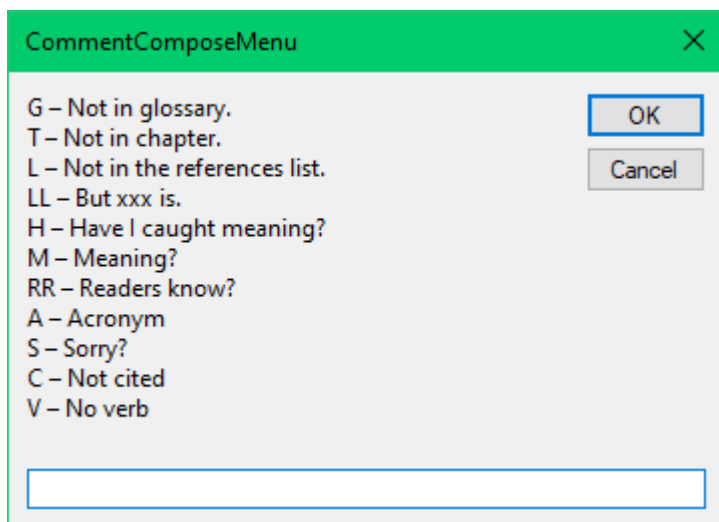 CommentComposeMenu
G – Not in glossary.
T – Not in chapter.
L – Not in the references list.
LL – But xxx is.
H – Have I caught meaning?
M – Meaning?
RR – Readers know?
A – Acronym
S – Sorry?
C – Not cited
V – No verb
OK
Cancel